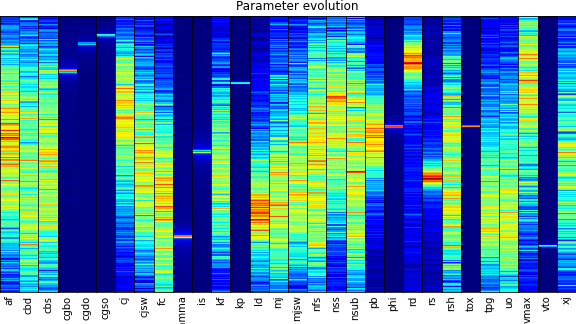 Parameter evolution
af
cbd
cbs
cgbo
cgdo
cgso
cj
cjsw
fc
mma
is
kf
kp
ld
mj
mjsw
nfs
nss
nsub
pb
phi
rd
rs
rsh
tox
tpg
uo
vmax
vto
xj